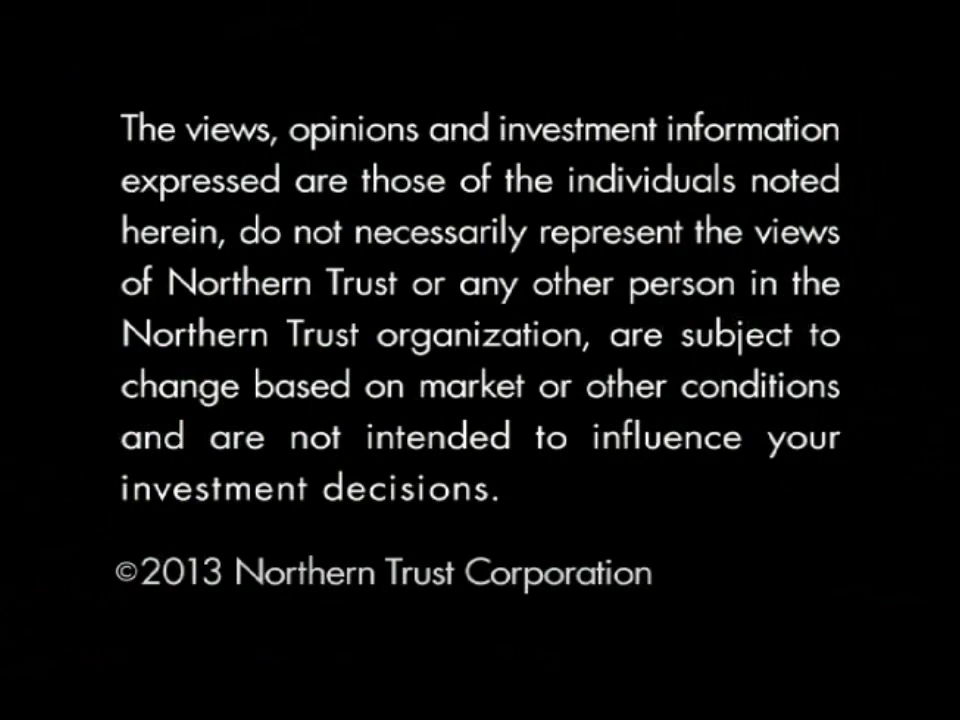 The views, opinions and investment information
expressed are those of the individuals noted
herein, do not necessarily represent the views
of Northern Trust or any other person in the
Northern Trust organization, are subject to
change based on market or other conditions
and are not intended to influence your
investment decisions.
©2013 Northern Trust Corporation